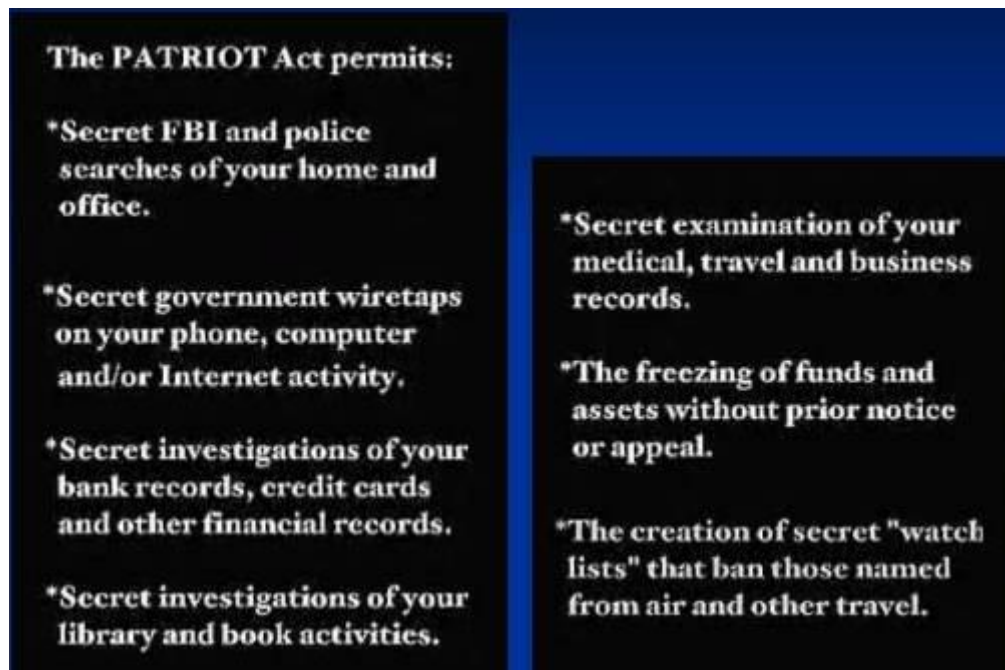 The PATRIOT Act permits:
*Secret FBI and police
searches of your home and
office.
*Secret government wiretaps
on your phone, computer
and/or Internet activity.
*Secret investigations of your
bank records, credit cards
and other financial records.
*Secret investigations of your
library and book activities.
*Secret examination of your
medical, travel and business
records.
*The freezing of funds and
assets without prior notice
or appeal.
*The creation of secret "watch
lists" that ban those named
from air and other travel.